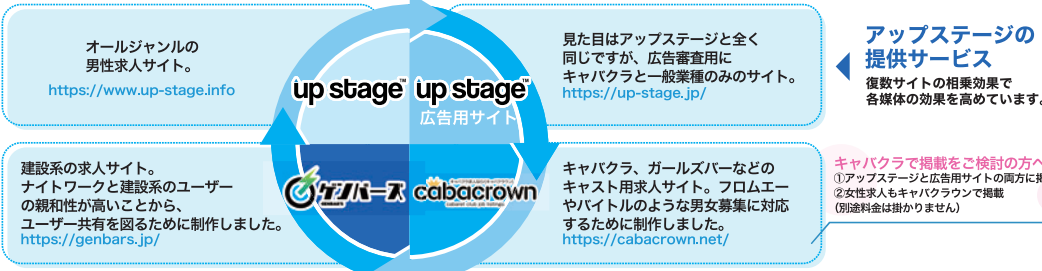 オールジャンルの
男性求人サイト。
https://www.up-stage.info
up stage™
up stage™
広告用サイト
見た目はアップステージと全く
同じですが、広告審査用に
キャバクラと一般業種のみのサイト。
https://up-stage.jp/
アップステージの
提供サービス
復数サイトの相乗効果で
各媒体の効果を高めています。
建設系の求人サイト。
ナイトワークと建設系のユーザー
の親和性が高いことから、
ユーザー共有を図るために制作しました。
https://genbars.jp/
ゲンバース
GENBARS
cabacrown
キャバクラ、ガールズバーなどの
キャスト用求人サイト。フロムエー
やバイトルのような男女募集に対応
するために制作しました。
https://cabacrown.net/
キャバクラで掲載をご検討の方へ
①アップステージと広告用サイトの両方に掲
②女性求人もキャバクラウンで掲載
(別途料金は掛かりません)